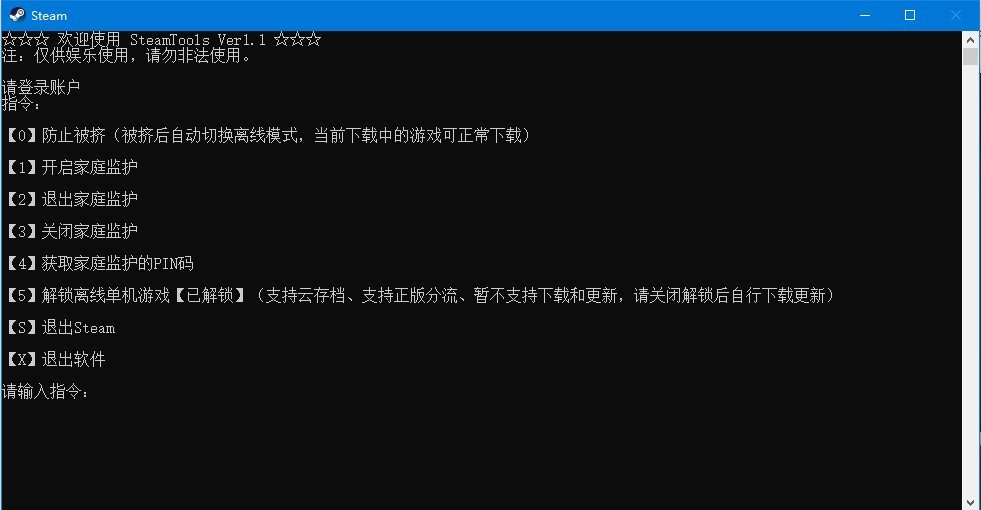 Steam
☆☆☆ 欢迎使用 SteamTools Ver1.1 ☆☆☆
注：仅供娱乐使用，请勿非法使用。
请登录账户
指令：
【0】防止被挤（被挤后自动切换离线模式，当前下载中的游戏可正常下载）
【1】开启家庭监护
【2】退出家庭监护
【3】关闭家庭监护
【4】获取家庭监护的PIN码
【5】解锁离线单机游戏【已解锁】（支持云存档、支持正版分流、暂不支持下载和更新，请关闭解锁后自行下载更新）
【S】退出Steam
【X】退出软件
请输入指令：